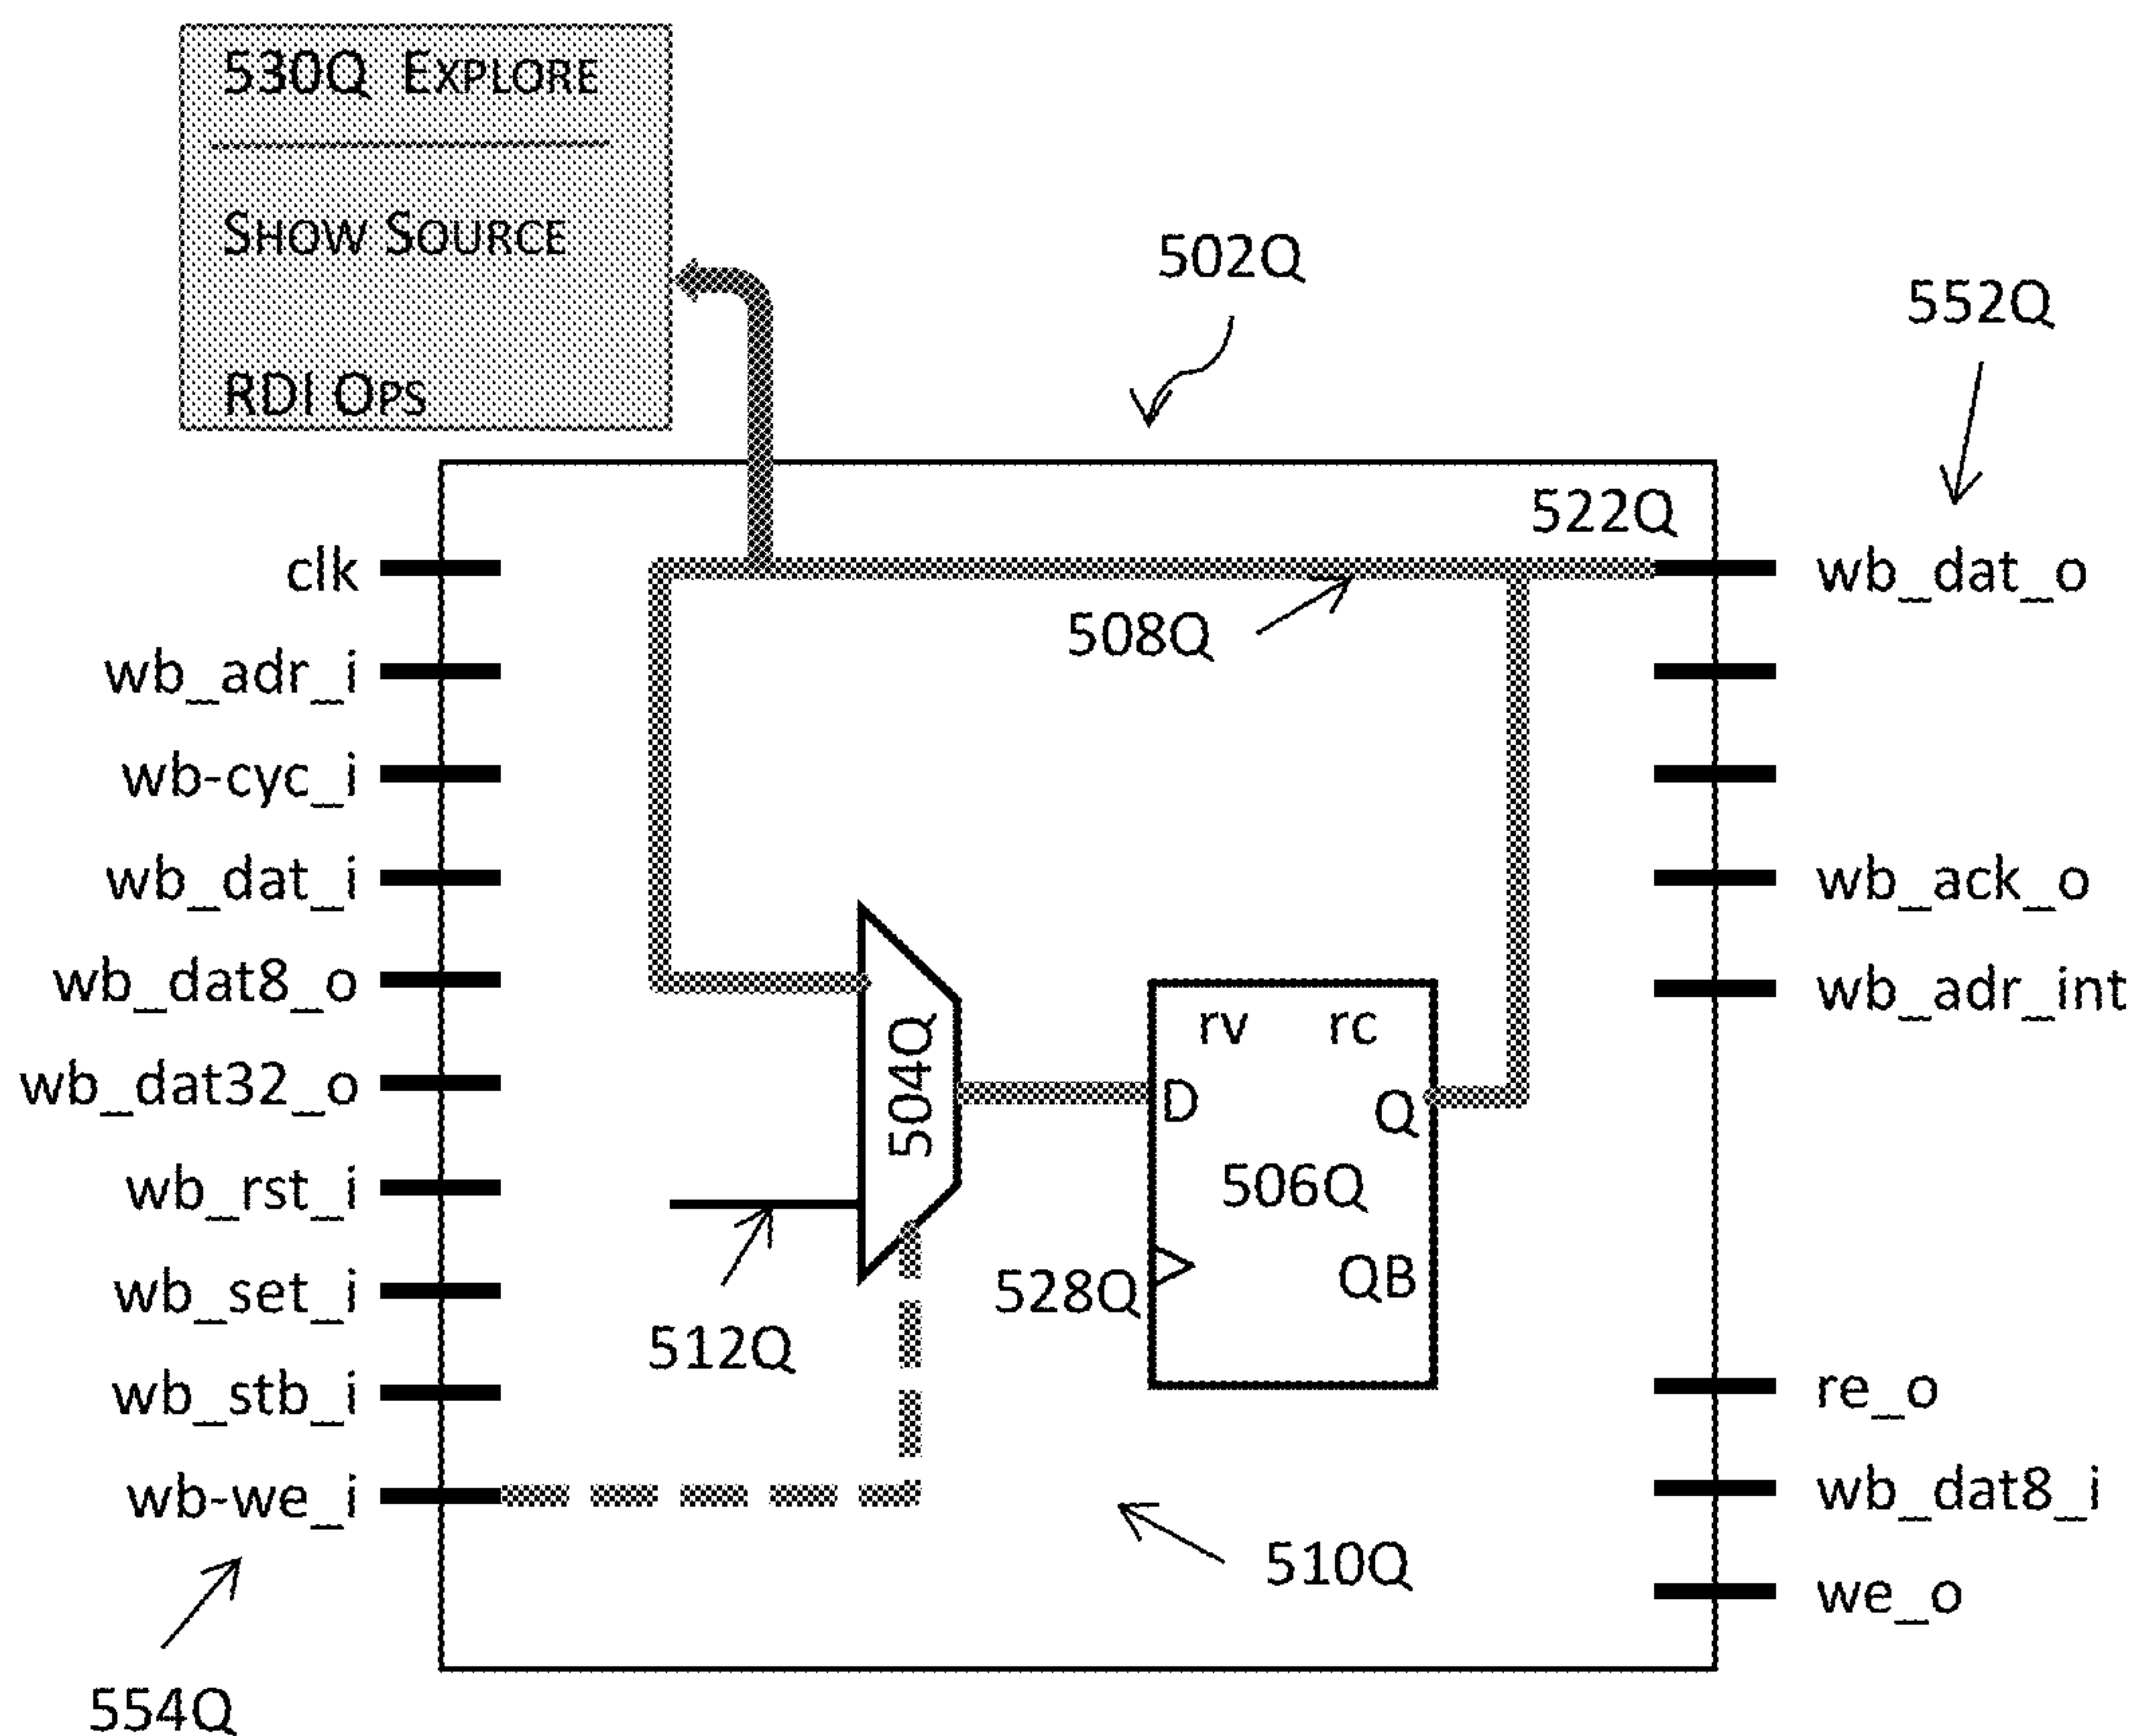 530Q EXPLORE
SHOW SOURCE
RDI OPS
502Q
552Q
522Q
clk
wb_dat_o
508Q
wb_adr_i
wb-cyc_i
wb_dat_i
wb_ack_o
wb_dat8_o
wb_adr_int
504Q
rv rc
wb_dat32_o
D
Q
wb_rst_i
506Q
wb_set_i
528Q
QB
512Q
wb_stb_i
re_o
wb-we_i
wb_dat8_i
510Q
we_o
554Q